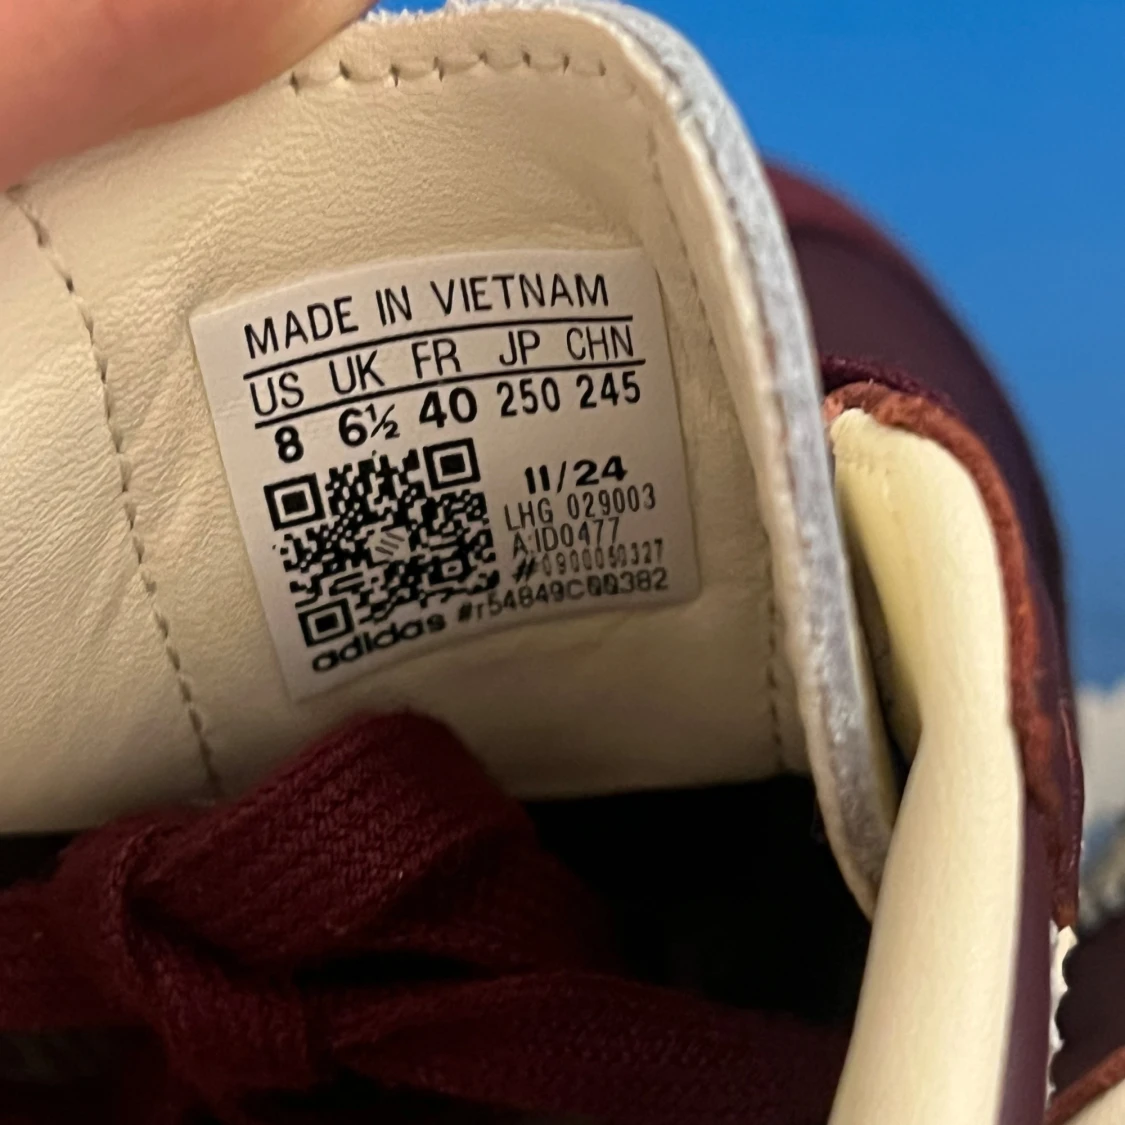 MADE IN VIETNAM
US UK FR JP CHN
8 6½ 40 250 245
11/24
LHG 029003
A:ID0477
#0900060327
adidas #r54849C00382